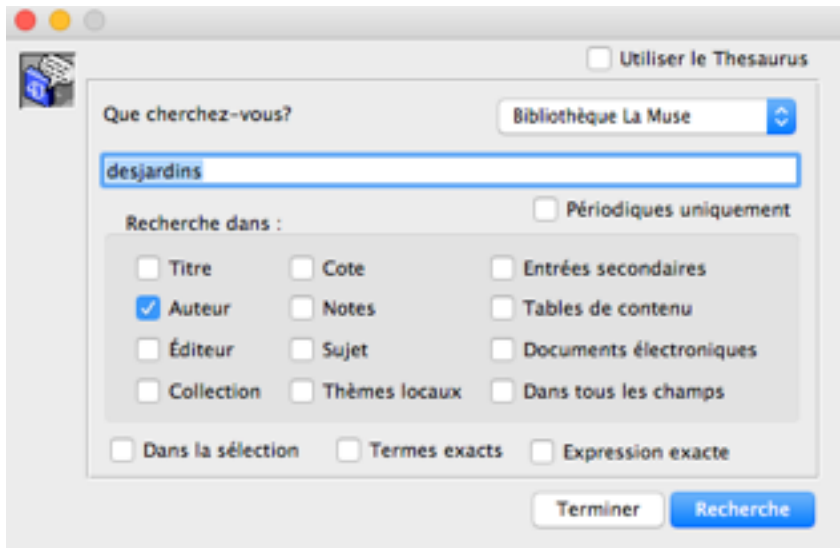 Utiliser le Thesaurus
Que cherchez-vous? Bibliothèque La Muse
desjardins
Périodiques uniquement
Recherche dans :
Titre Cote Entrées secondaires
Auteur Notes Tables de contenu
Éditeur Sujet Documents électroniques
Collection Thèmes locaux Dans tous les champs
Dans la sélection Termes exacts Expression exacte
Terminer Recherche